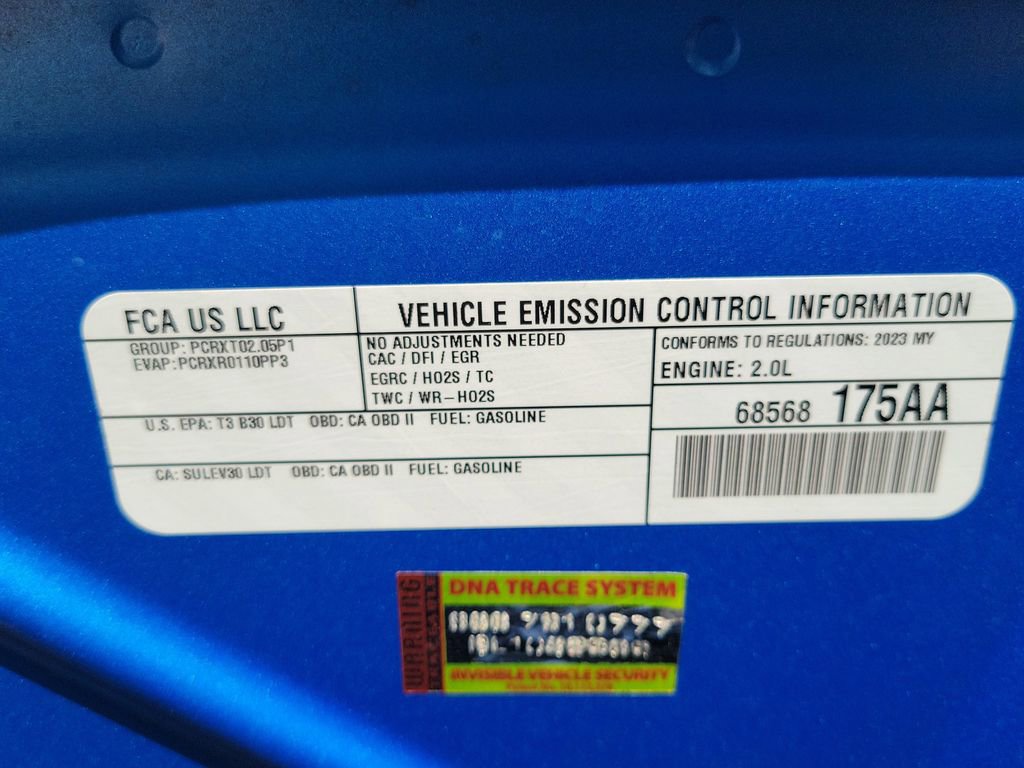 FCA US LLC
VEHICLE EMISSION CONTROL INFORMATION
GROUP: PCRXT02.05P1
EVAP:PCRXR0110PP3
NO ADJUSTMENTS NEEDED
CAC / DFI / EGR
EGRC / HO2S / TC
TWC / WR-HO2S
CONFORMS TO REGULATIONS: 2023 MY
ENGINE: 2.0L
68568 175AA
U.S. EPA: T3 B30 LDT OBD: CA OBD II FUEL: GASOLINE
CA: SULEV30 LDT OBD: CA OBD II FUEL: GASOLINE
WARNING
DNA TRACE SYSTEM
INVISIBLE VEHICLE SECURITY